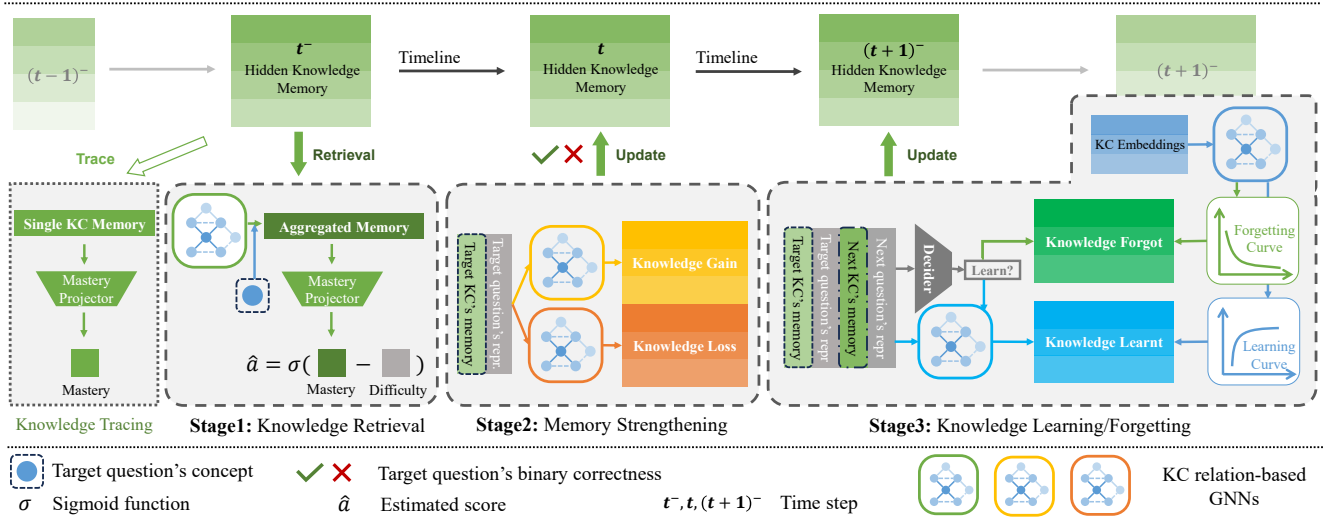 (t − 1)⁻
t⁻
Hidden Knowledge
Memory
Timeline
t
Hidden Knowledge
Memory
Timeline
(t + 1)⁻
Hidden Knowledge
Memory
(t + 1)⁻
Trace
Retrieval
Update
Update
KC Embeddings
Single KC Memory
Mastery
Projector
Mastery
Knowledge Tracing
Aggregated Memory
Mastery
Projector
â = σ( − )
Mastery
Difficulty
Stage1: Knowledge Retrieval
Target KC's memory
Target question's repr.
Knowledge Gain
Knowledge Loss
Stage2: Memory Strengthening
Target KC's memory
Target question's repr
Next KC's memory
Next question's repr
Decider
Learn?
Knowledge Forgot
Knowledge Learnt
Forgetting
Curve
Learning
Curve
Stage3: Knowledge Learning/Forgetting
Target question's concept
Target question's binary correctness
KC relation-based
GNNs
σ Sigmoid function
â Estimated score
t⁻, t, (t + 1)⁻ Time step